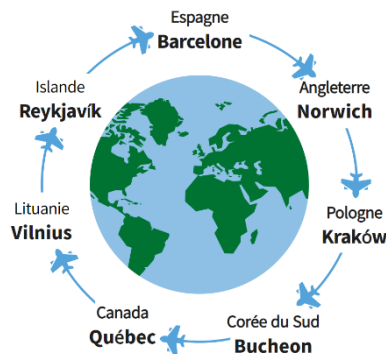 Espagne
Barcelone
Angleterre
Norwich
Pologne
Kraków
Corée du Sud
Bucheon
Canada
Québec
Lituanie
Vilnius
Islande
Reykjavík